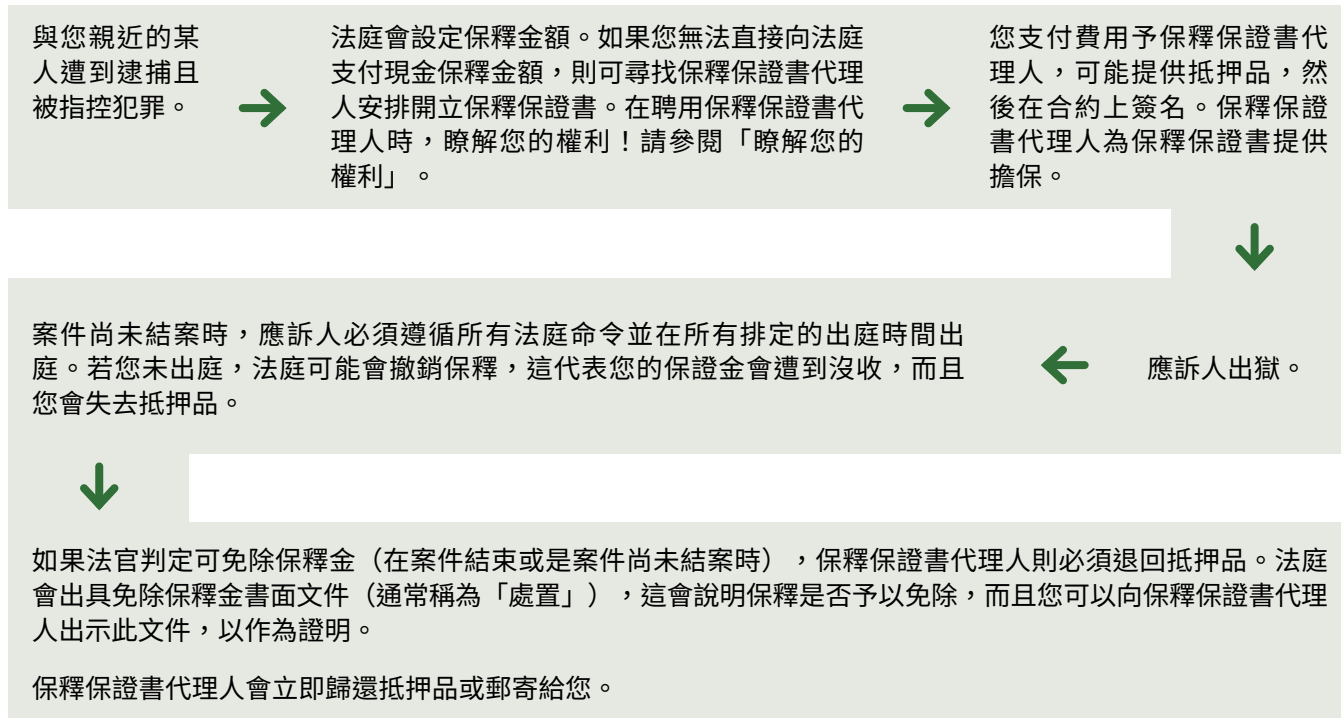 與您親近的某
人遭到逮捕且
被指控犯罪。
法庭會設定保釋金額。如果您無法直接向法庭
支付現金保釋金額，則可尋找保釋保證書代理
人安排開立保釋保證書。在聘用保釋保證書代
理人時，瞭解您的權利！請參閱「瞭解您的
權利」。
您支付費用予保釋保證書代
理人，可能提供抵押品，然
後在合約上簽名。保釋保證
書代理人為保釋保證書提供
擔保。
應訴人出獄。
案件尚未結案時，應訴人必須遵循所有法庭命令並在所有排定的出庭時間出
庭。若您未出庭，法庭可能會撤銷保釋，這代表您的保證金會遭到沒收，而且
您會失去抵押品。
如果法官判定可免除保釋金（在案件結束或是案件尚未結案時），保釋保證書代理人則必須退回抵押品。法庭
會出具免除保釋金書面文件（通常稱為「處置」），這會說明保釋是否予以免除，而且您可以向保釋保證書代理
人出示此文件，以作為證明。
保釋保證書代理人會立即歸還抵押品或郵寄給您。